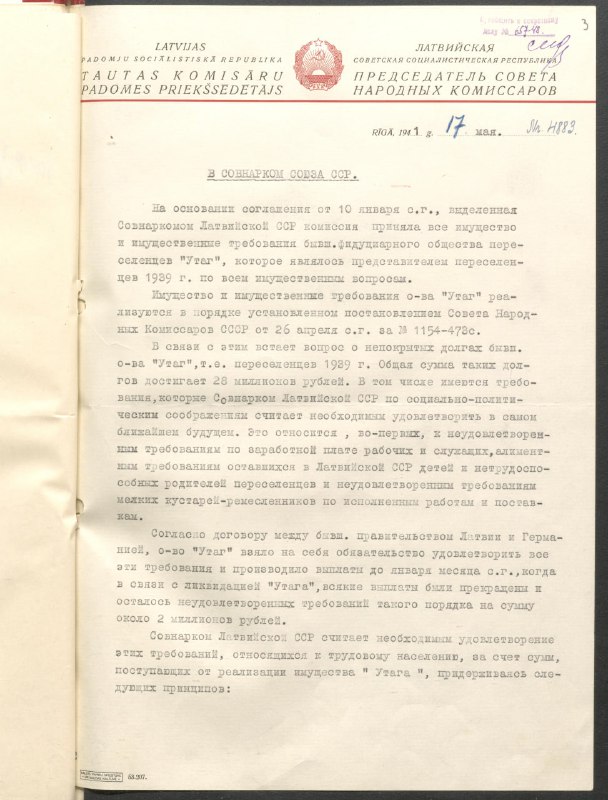 3
LATVIJAS
PADOMJU SOCIĀLISTISKĀ REPUBLIKA
TAUTAS KOMISĀRU
PADOMES PRIEKŠSĒDĒTĀJS
ЛАТВИЙСКАЯ
СОВЕТСКАЯ СОЦИАЛИСТИЧЕСКАЯ РЕСПУБЛИКА
ПРЕДСЕДАТЕЛЬ СОВЕТА
НАРОДНЫХ КОМИССАРОВ
RĪGĀ, 1941 g. 17 мая. № 4883.
В СОВНАРКОМ СОЮЗА ССР.
На основании соглашения от 10 января с.г., выделенная
Совнаркомом Латвийской ССР комиссия приняла все имущество
и имущественные требования бывш.фидуциарного общества пере-
селенцев "Утаг", которое являлось представителем переселен-
цев 1939 г. по всем имущественным вопросам.
Имущество и имущественные требования о-ва "Утаг" реа-
лизуются в порядке установленном постановлением Совета Народ-
ных Комиссаров СССР от 26 апреля с.г. за № 1154-473с.
В связи с этим встает вопрос о непокрытых долгах бывш.
о-ва "Утаг",т.е. переселенцев 1939 г. Общая сумма таких дол-
гов достигает 28 миллионов рублей. В том числе имеются требо-
вания,которые Совнарком Латвийской ССР по социально-полити-
ческим соображениям считает необходимым удовлетворить в самом
ближайшем будущем. Это относится , во-первых, к неудовлетворен-
ным требованиям по заработной плате рабочих и служащих,алимент-
ным требованиям оставшихся в Латвийской ССР детей и нетрудоспо-
собных родителей переселенцев и неудовлетворенным требованиям
мелких кустарей-ремесленников по исполненным работам и постав-
кам.
Согласно договору между бывш. правительством Латвии и Герма-
нией, о-во "Утаг" взяло на себя обязательство удовлетворить все
эти требования и производило выплаты до января месяца с.г.,когда
в связи с ликвидацией "Утага",всякие выплаты были прекращены и
осталось неудовлетворенных требований такого порядка на сумму
около 2 миллионов рублей.
Совнарком Латвийской ССР считает необходимым удовлетворение
этих требований, относящихся к трудовому населению, за счет сумм,
поступающих от реализации имущества " Утага ", придерживаясь сле-
дующих принципов:
53.207.